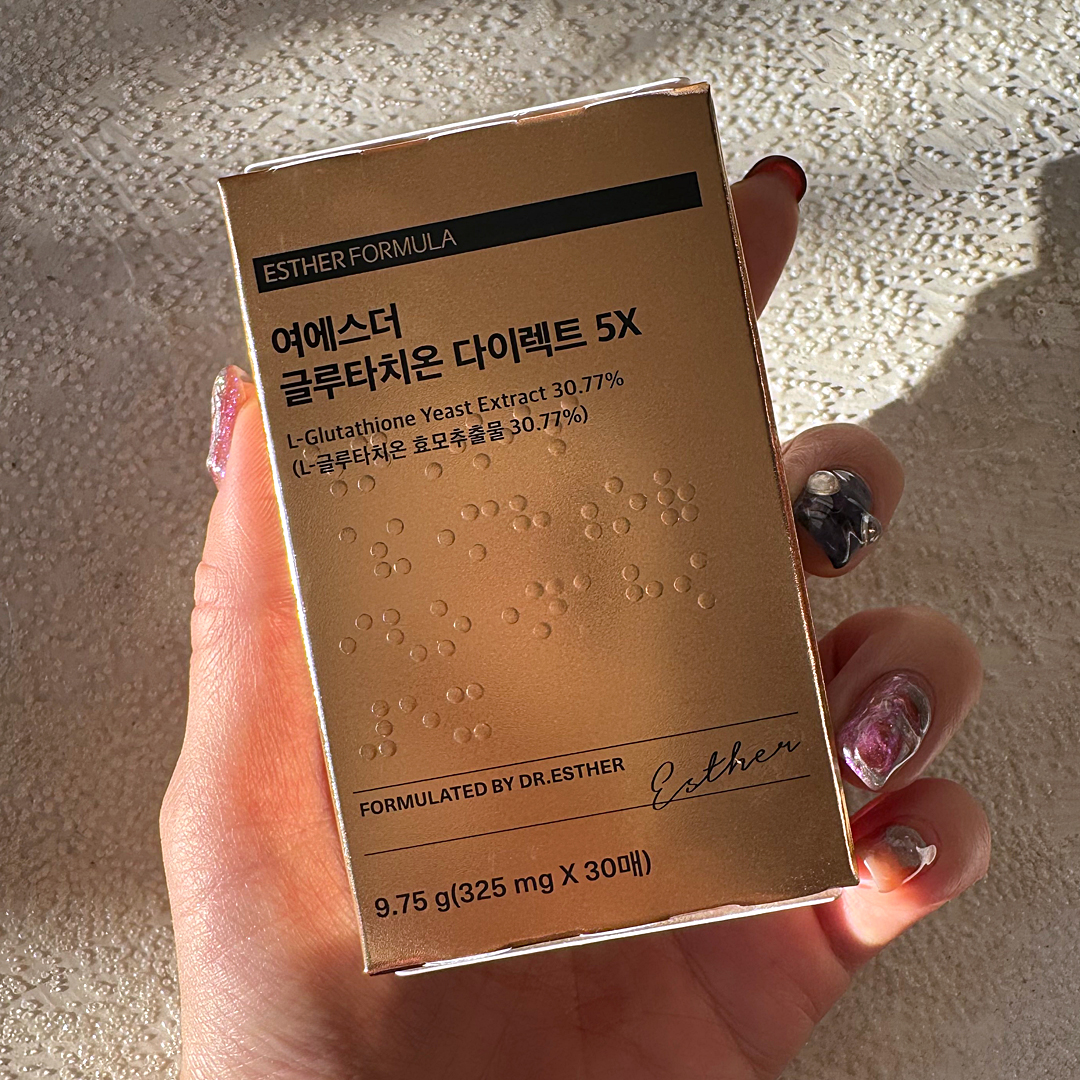 ESTHER FORMULA
여에스더
글루타치온 다이렉트 5X
L-Glutathione Yeast Extract 30.77%
(L-글루타치온 효모추출물 30.77%)
FORMULATED BY DR.ESTHER
Esther
9.75 g(325 mg X 30매)